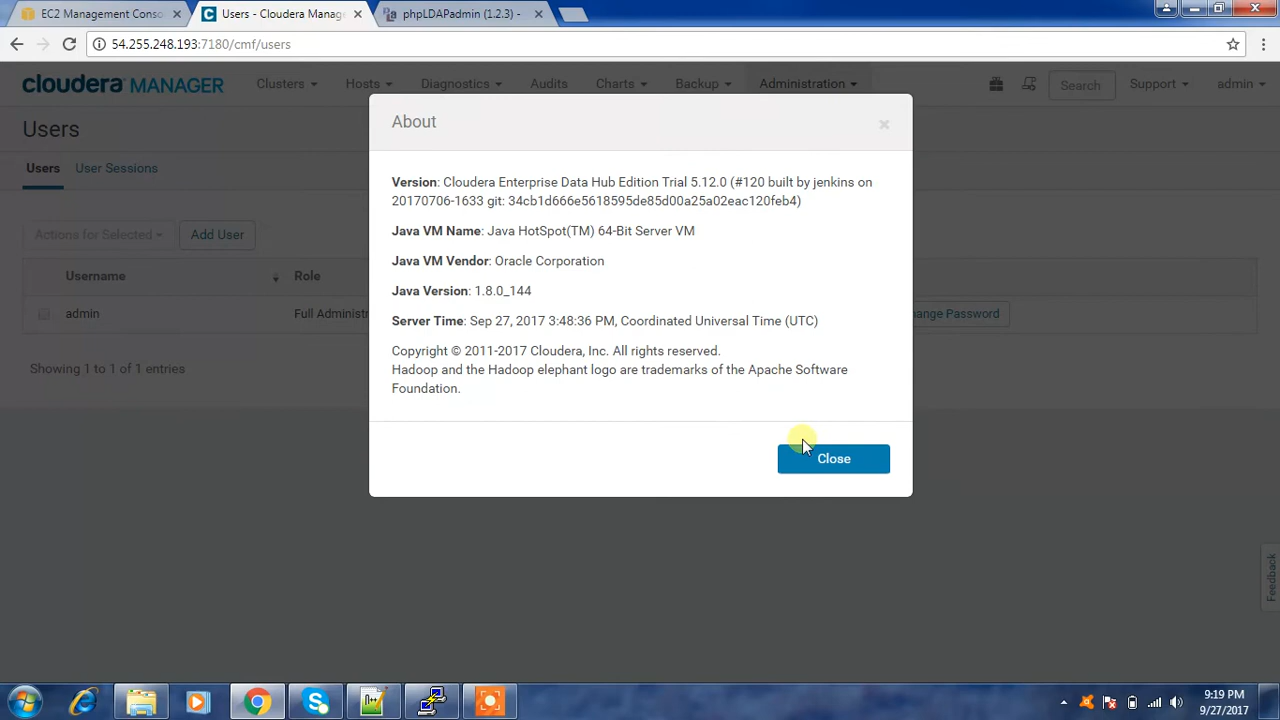 EC2 Management Conso
Users - Cloudera Manage
phpLDAPadmin (1.2.3) -
54.255.248.193:7180/cmf/users
cloudera MANAGER
Clusters
Hosts
Diagnostics
Audits
Charts
Backup
Administration
Search
Support
admin
Users
Users
User Sessions
Actions for Selected
Add User
Username
Role
admin
Full Administr
hange Password
Showing 1 to 1 of 1 entries
About
Version: Cloudera Enterprise Data Hub Edition Trial 5.12.0 (#120 built by jenkins on
20170706-1633 git: 34cb1d666e5618595de85d00a25a02eac120feb4)
Java VM Name: Java HotSpot(TM) 64-Bit Server VM
Java VM Vendor: Oracle Corporation
Java Version: 1.8.0_144
Server Time: Sep 27, 2017 3:48:36 PM, Coordinated Universal Time (UTC)
Copyright © 2011-2017 Cloudera, Inc. All rights reserved.
Hadoop and the Hadoop elephant logo are trademarks of the Apache Software
Foundation.
Close
Feedback
9:19 PM
9/27/2017